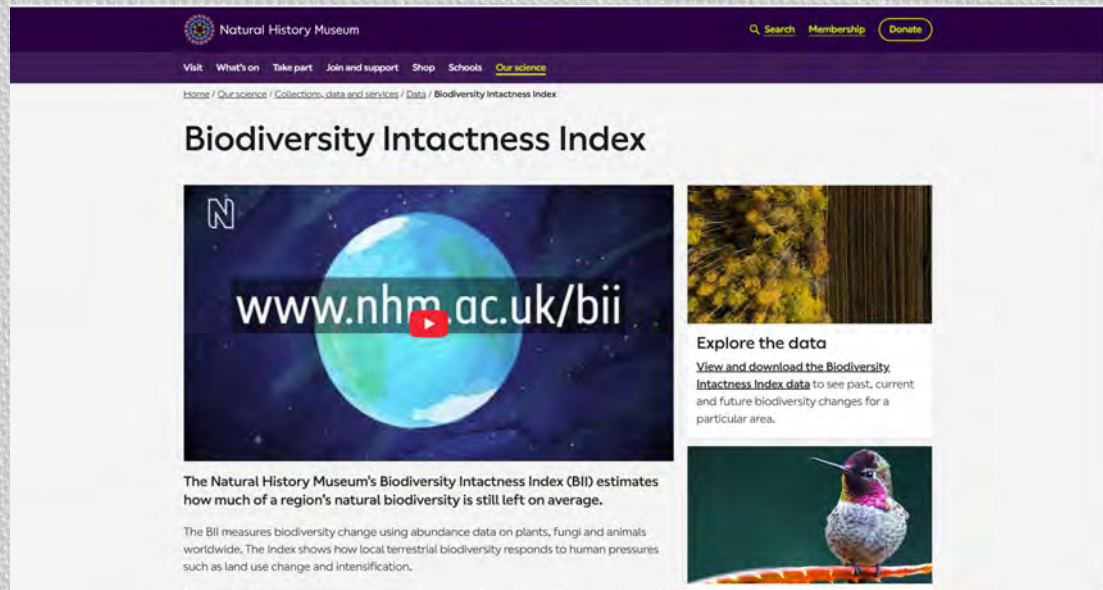 Natural History Museum
Search Membership Donate
Visit What's on Take part Join and support Shop Schools Our science
Home / Our science / Collections, data and services / Data / Biodiversity Intactness Index
Biodiversity Intactness Index
N
www.nhm.ac.uk/bii
The Natural History Museum's Biodiversity Intactness Index (BII) estimates
how much of a region's natural biodiversity is still left on average.
The BII measures biodiversity change using abundance data on plants, fungi and animals
worldwide. The Index shows how local terrestrial biodiversity responds to human pressures
such as land use change and intensification.
Explore the data
View and download the Biodiversity
Intactness Index data to see past, current
and future biodiversity changes for a
particular area.